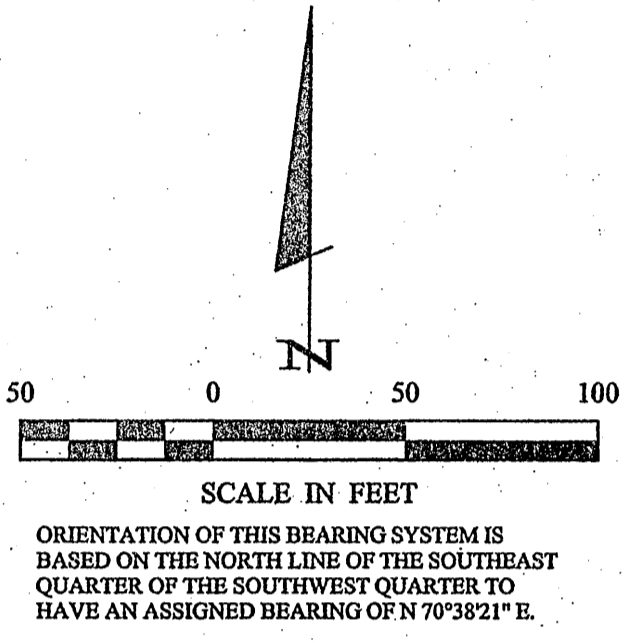 N
50 0 50 100
SCALE IN FEET
ORIENTATION OF THIS BEARING SYSTEM IS
BASED ON THE NORTH LINE OF THE SOUTHEAST
QUARTER OF THE SOUTHWEST QUARTER TO
HAVE AN ASSIGNED BEARING OF N 70°38'21" E.